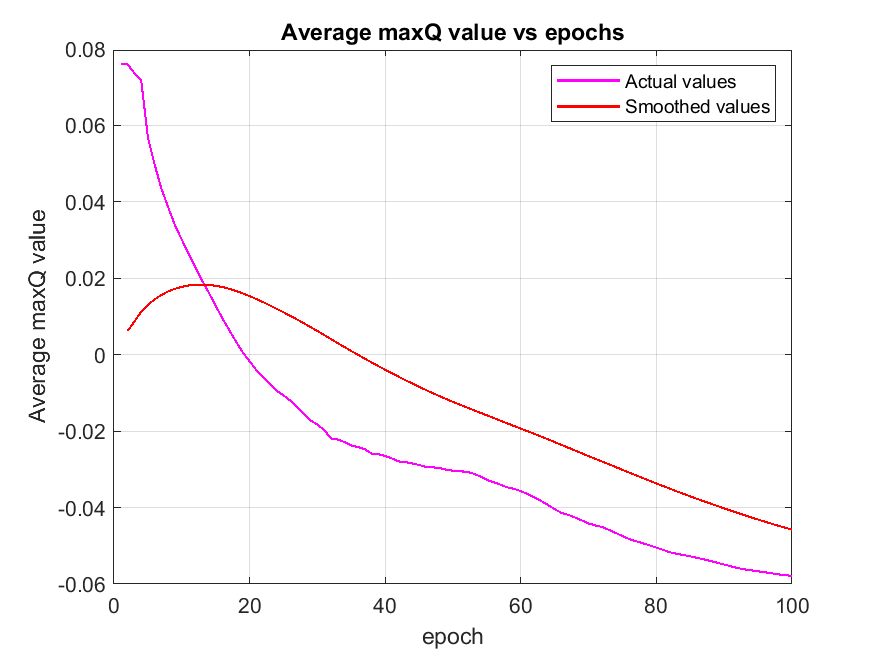 Average maxQ value vs epochs
Actual values
Smoothed values
Average maxQ value
0.08
0.06
0.04
0.02
0
-0.02
-0.04
-0.06
0 20 40 60 80 100
epoch